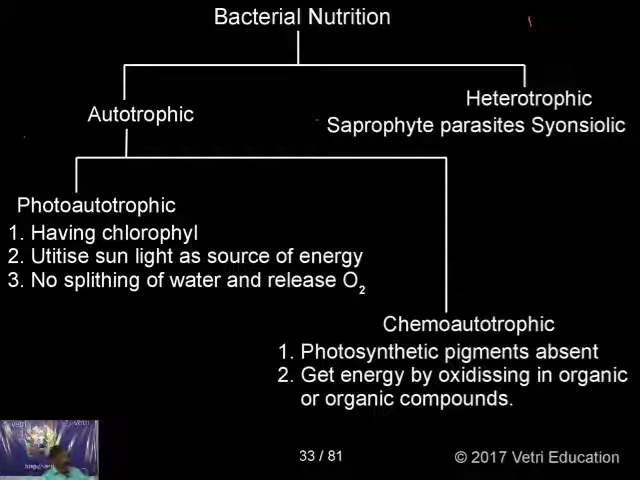 Bacterial Nutrition
Autotrophic
Heterotrophic
Saprophyte parasites Syonsiolic
Photoautotrophic
1. Having chlorophyl
2. Utitise sun light as source of energy
3. No splithing of water and release O₂
Chemoautotrophic
1. Photosynthetic pigments absent
2. Get energy by oxidissing in organic
or organic compounds.
33 / 81
© 2017 Vetri Education